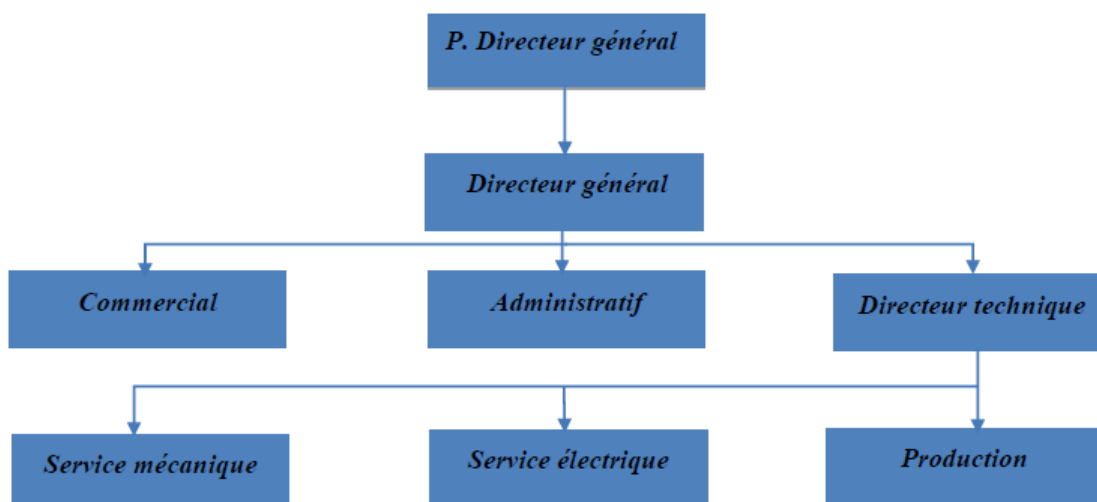 P. Directeur général
Directeur général
Commercial
Administratif
Directeur technique
Service mécanique
Service électrique
Production